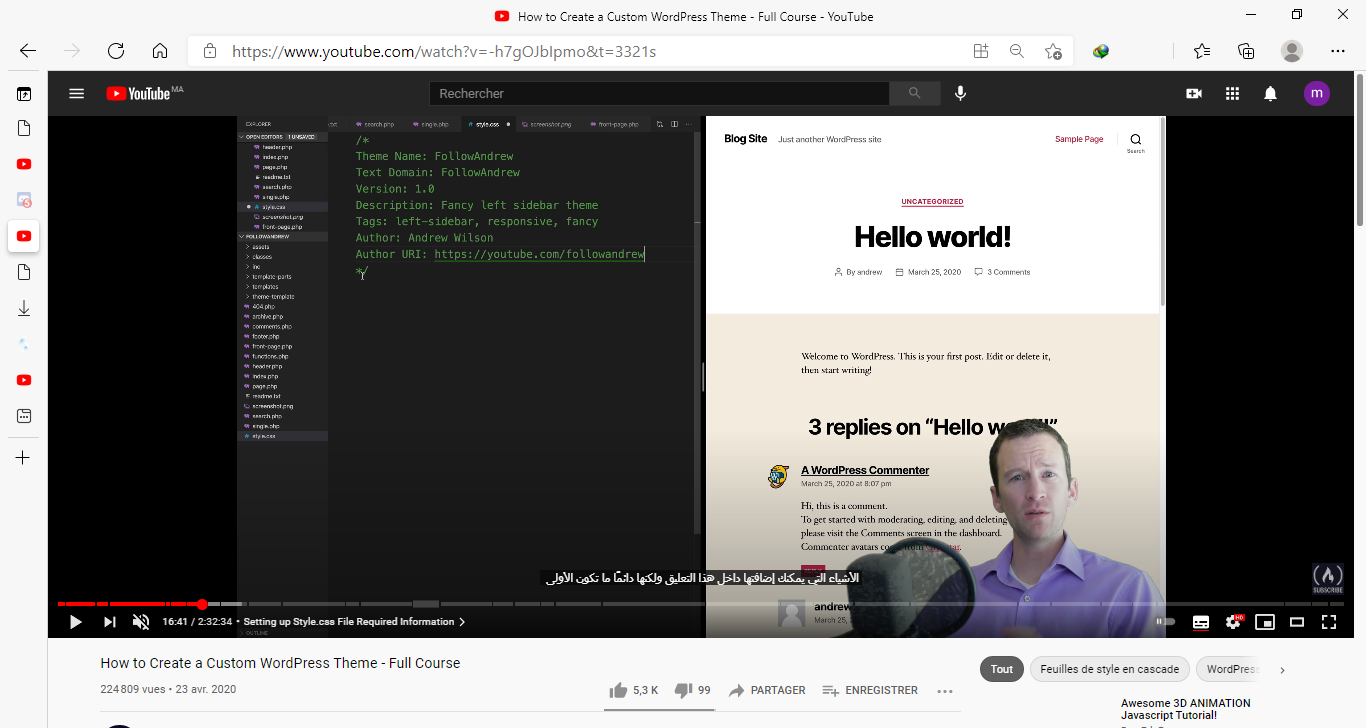 How to Create a Custom WordPress Theme - Full Course - YouTube
https://www.youtube.com/watch?v=-h7gOJbIpmo&t=3321s
YouTube MA
Rechercher
m
EXPLORER
OPEN EDITORS 1 UNSAVED
header.php
index.php
page.php
readme.txt
search.php
single.php
style.css
screenshot.png
front-page.php
FOLLOWANDREW
assets
classes
inc
template-parts
templates
theme-template
404.php
archive.php
comments.php
footer.php
front-page.php
functions.php
header.php
index.php
page.php
readme.txt
screenshot.png
search.php
single.php
style.css
OUTLINE
.txt search.php single.php style.css screenshot.png front-page.php
/*
Theme Name: FollowAndrew
Text Domain: FollowAndrew
Version: 1.0
Description: Fancy left sidebar theme
Tags: left-sidebar, responsive, fancy
Author: Andrew Wilson
Author URI: https://youtube.com/followandrew
*/
Blog Site Just another WordPress site Sample Page
Search
UNCATEGORIZED
Hello world!
By andrew March 25, 2020 3 Comments
Welcome to WordPress. This is your first post. Edit or delete it,
then start writing!
3 replies on “Hello w
A WordPress Commenter
March 25, 2020 at 8:07 pm
Hi, this is a comment.
To get started with moderating, editing, and deleting
please visit the Comments screen in the dashboard.
Commenter avatars
andrew
March 25,
الأشياء التي يمكنك إضافتها داخل هذا التعليق ولكنها دائمًا ما تكون الأولى
SUBSCRIBE
16:41 / 2:32:34 • Setting up Style.css File Required Information
HD
How to Create a Custom WordPress Theme - Full Course
224 809 vues • 23 avr. 2020
5,3 K 99 PARTAGER ENREGISTRER
Tout Feuilles de style en cascade WordPress
Awesome 3D ANIMATION
Javascript Tutorial!